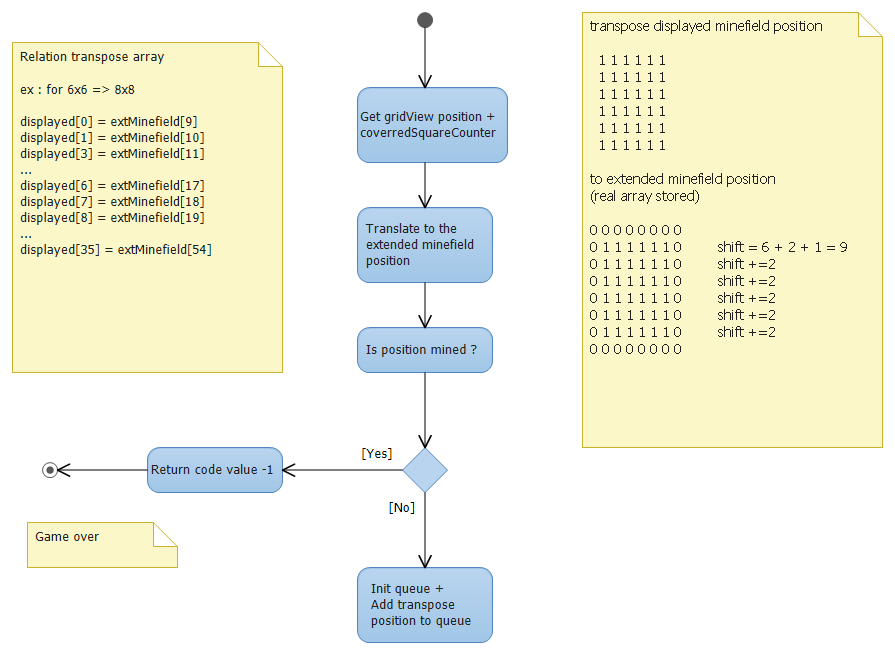 Relation transpose array
ex : for 6x6 => 8x8
displayed[0] = extMinefield[9]
displayed[1] = extMinefield[10]
displayed[3] = extMinefield[11]
...
displayed[6] = extMinefield[17]
displayed[7] = extMinefield[18]
displayed[8] = extMinefield[19]
...
displayed[35] = extMinefield[54]
Get gridView position +
coverredSquareCounter
Translate to the
extended minefield
position
Is position mined ?
[Yes]
Return code value -1
[No]
Game over
Init queue +
Add transpose
position to queue
transpose displayed minefield position
1 1 1 1 1 1
1 1 1 1 1 1
1 1 1 1 1 1
1 1 1 1 1 1
1 1 1 1 1 1
1 1 1 1 1 1
to extended minefield position
(real array stored)
0 0 0 0 0 0 0 0
0 1 1 1 1 1 1 0 shift = 6 + 2 + 1 = 9
0 1 1 1 1 1 1 0 shift +=2
0 1 1 1 1 1 1 0 shift +=2
0 1 1 1 1 1 1 0 shift +=2
0 1 1 1 1 1 1 0 shift +=2
0 1 1 1 1 1 1 0 shift +=2
0 0 0 0 0 0 0 0